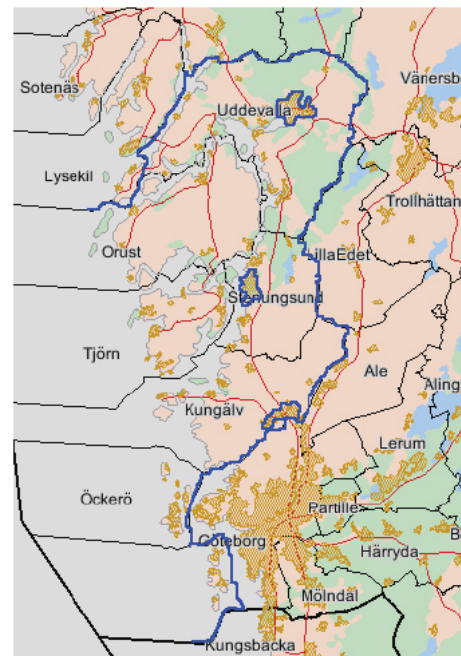 Sotenäs
Vänersb
Uddevalla
Lysekil
Trollhättan
Orust
LillaEdet
Stenungsund
Tjörn
Ale
Aling
Kungälv
Lerum
Öckerö
Partille
Göteborg
Härryda
B
Mölndal
Kungsbacka